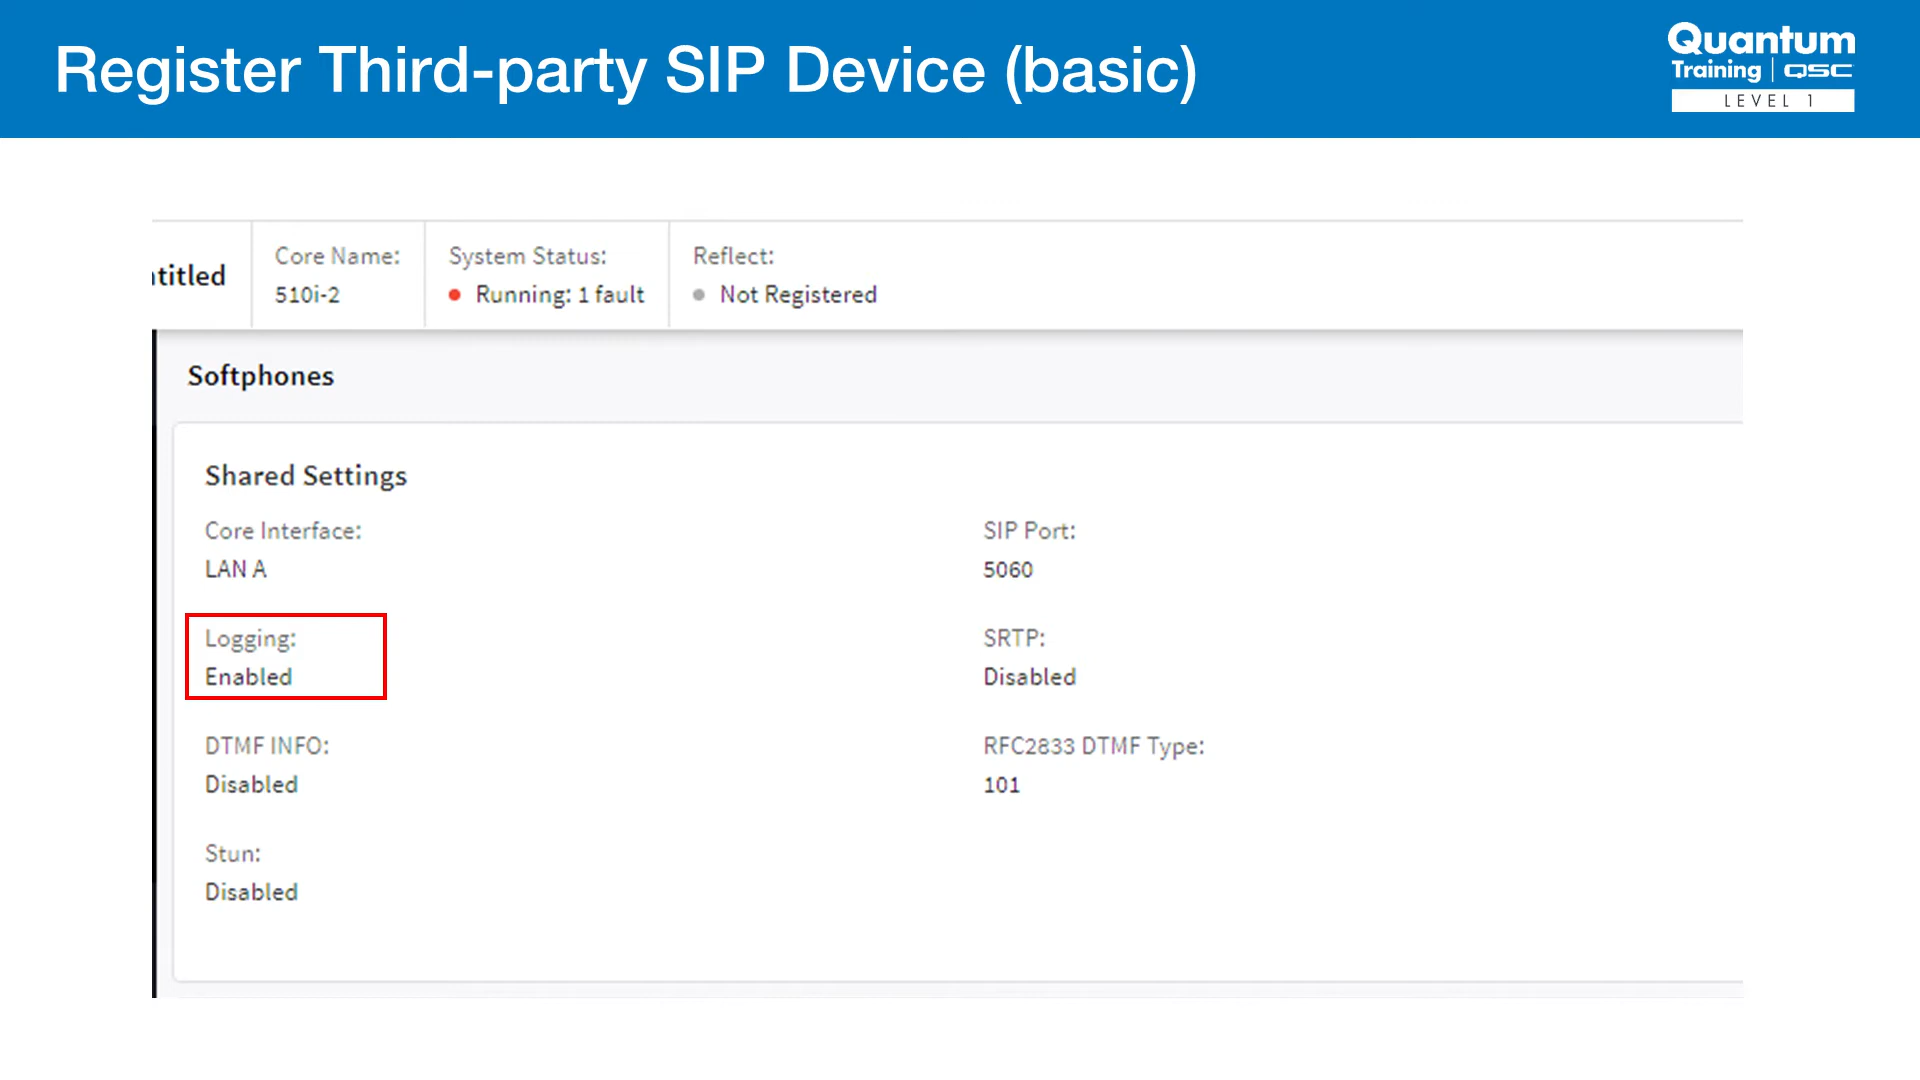 Register Third-party SIP Device (basic)
Quantum
Training | QSC
LEVEL 1
ntitled
Core Name:
510i-2
System Status:
Running: 1 fault
Reflect:
Not Registered
Softphones
Shared Settings
Core Interface:
LAN A
SIP Port:
5060
Logging:
Enabled
SRTP:
Disabled
DTMF INFO:
Disabled
RFC2833 DTMF Type:
101
Stun:
Disabled